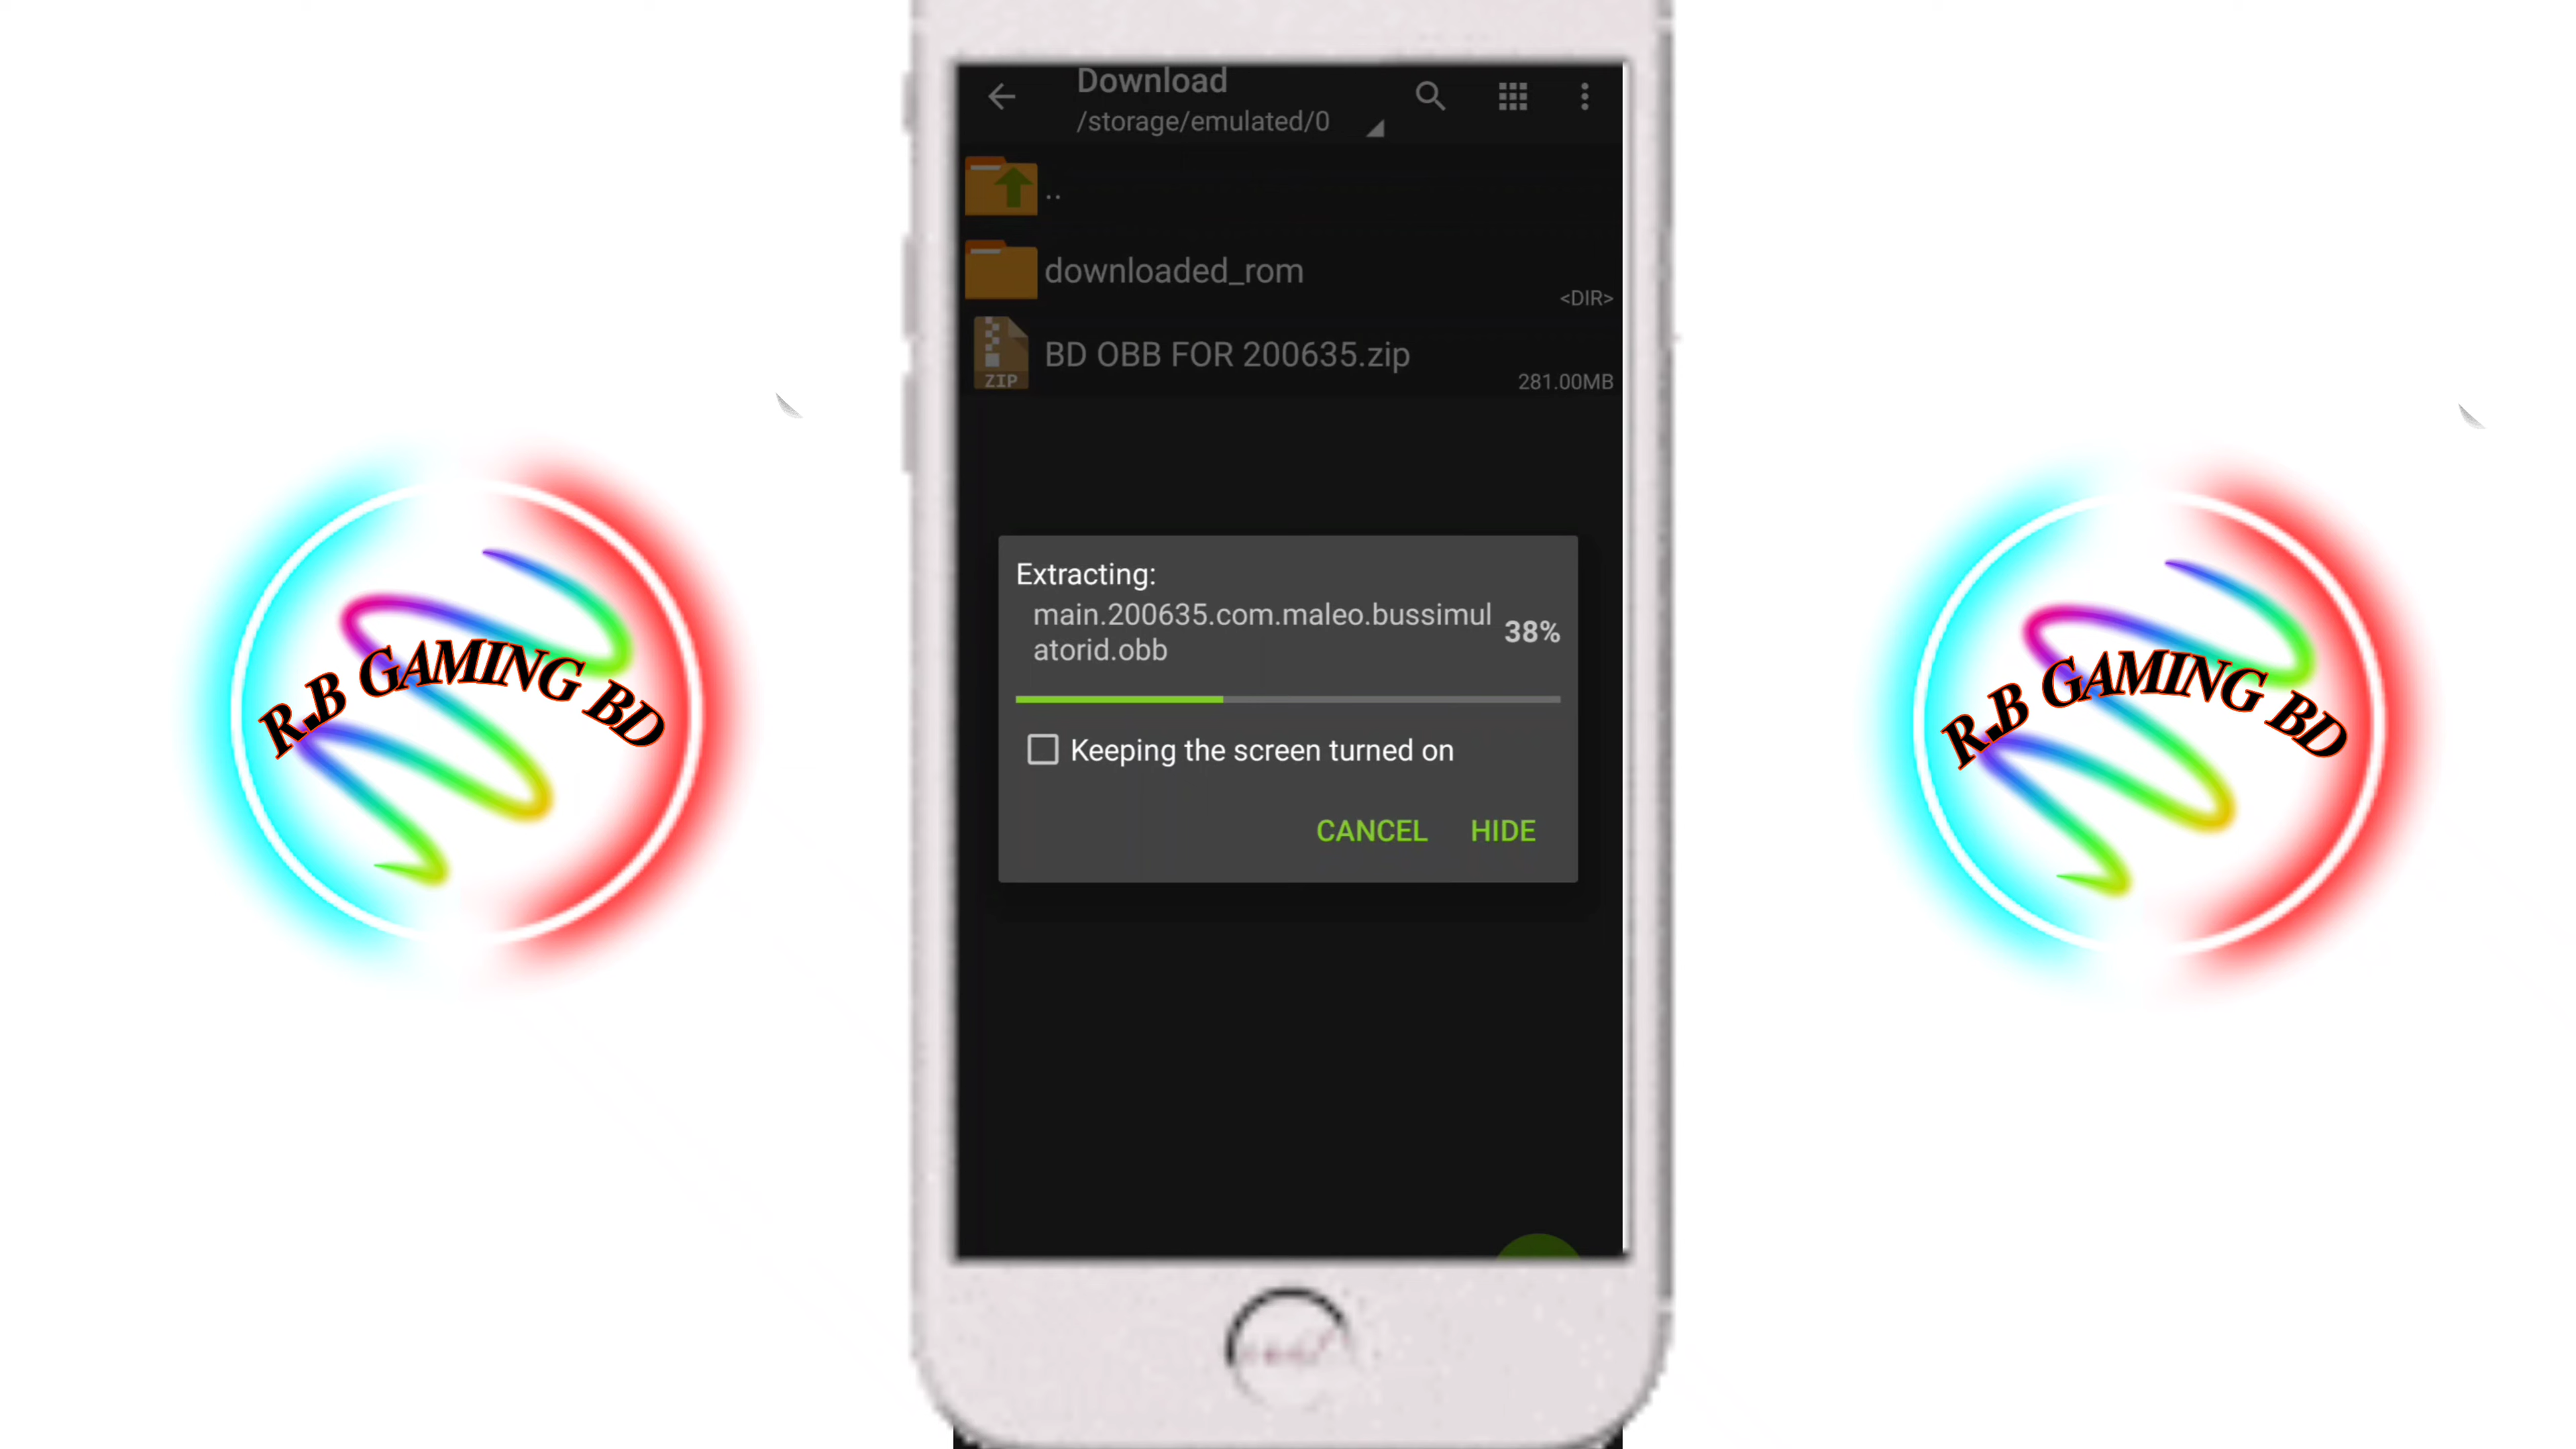 Download
/storage/emulated/0
..
downloaded_rom
<DIR>
BD OBB FOR 200635.zip
ZIP
281.00MB
Extracting:
main.200635.com.maleo.bussimul
atorid.obb
38%
Keeping the screen turned on
CANCEL HIDE
R.B GAMING BD
R.B GAMING BD